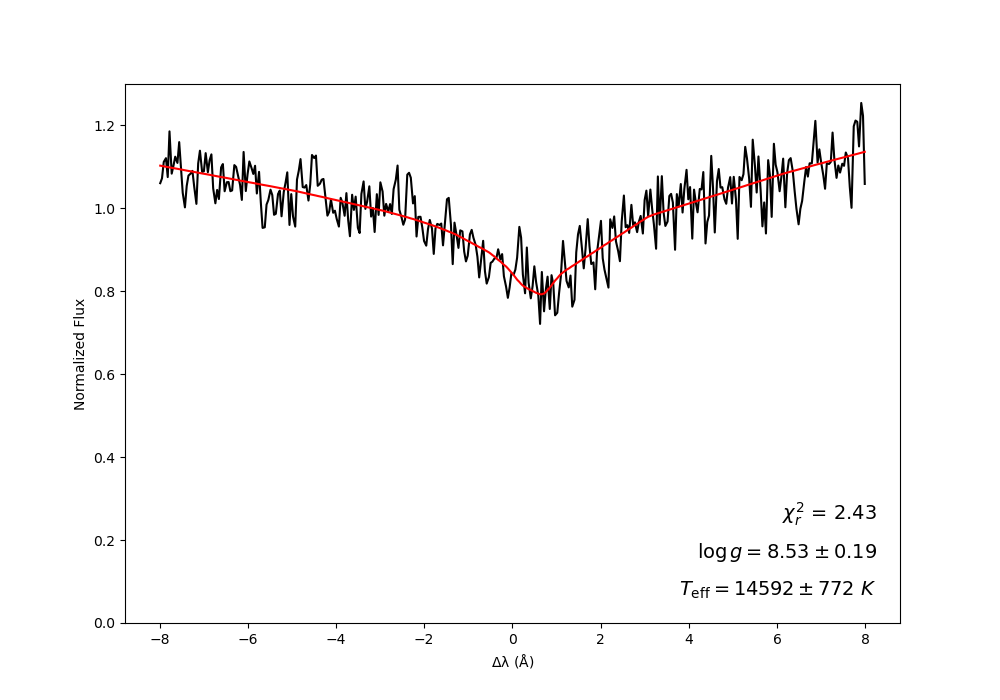 1.2
1.0
0.8
0.6
0.4
0.2
0.0
Normalized Flux
χ²ᵣ = 2.43
log g = 8.53 ± 0.19
T_eff = 14592 ± 772 K
−8 −6 −4 −2 0 2 4 6 8
Δλ (Å)